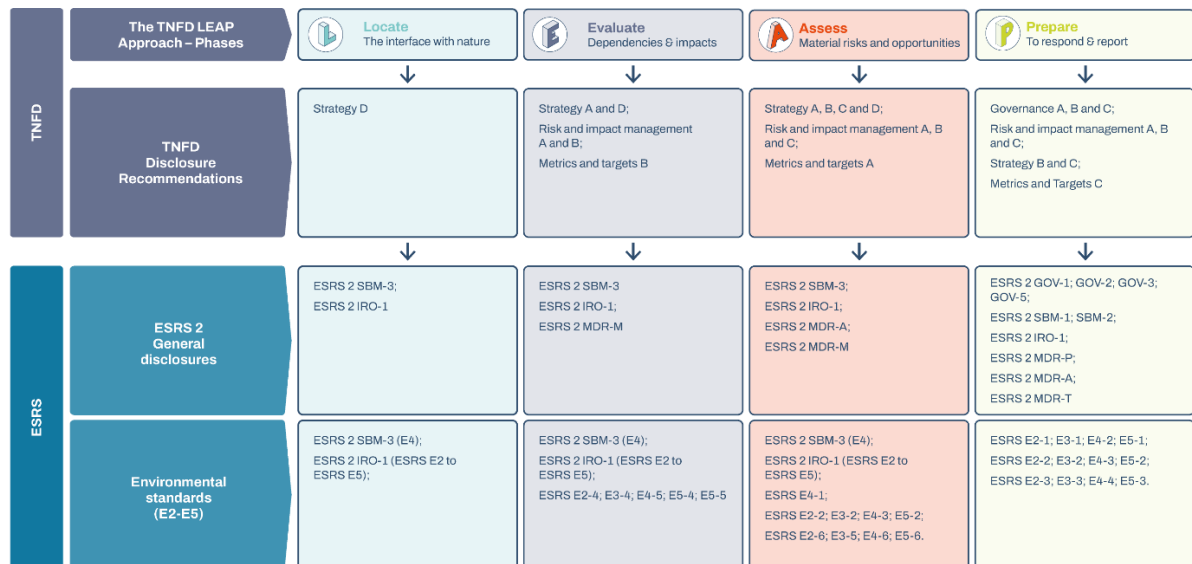 TNFD
The TNFD LEAP
Approach – Phases
L
Locate
The interface with nature
E
Evaluate
Dependencies & impacts
A
Assess
Material risks and opportunities
P
Prepare
To respond & report
TNFD
Disclosure
Recommendations
Strategy D
Strategy A and D;
Risk and impact management
A and B;
Metrics and targets B
Strategy A, B, C and D;
Risk and impact management A, B
and C;
Metrics and targets A
Governance A, B and C;
Risk and impact management A, B
and C;
Strategy B and C;
Metrics and Targets C
ESRS
ESRS 2
General
disclosures
ESRS 2 SBM-3;
ESRS 2 IRO-1
ESRS 2 SBM-3
ESRS 2 IRO-1;
ESRS 2 MDR-M
ESRS 2 SBM-3;
ESRS 2 IRO-1;
ESRS 2 MDR-A;
ESRS 2 MDR-M
ESRS 2 GOV-1; GOV-2; GOV-3;
GOV-5;
ESRS 2 SBM-1; SBM-2;
ESRS 2 IRO-1;
ESRS 2 MDR-P;
ESRS 2 MDR-A;
ESRS 2 MDR-T
Environmental
standards
(E2-E5)
ESRS 2 SBM-3 (E4);
ESRS 2 IRO-1 (ESRS E2 to
ESRS E5);
ESRS 2 SBM-3 (E4);
ESRS 2 IRO-1 (ESRS E2 to
ESRS E5);
ESRS E2-4; E3-4; E4-5; E5-4; E5-5
ESRS 2 SBM-3 (E4);
ESRS 2 IRO-1 (ESRS E2 to
ESRS E5);
ESRS E4-1;
ESRS E2-2; E3-2; E4-3; E5-2;
ESRS E2-6; E3-5; E4-6; E5-6.
ESRS E2-1; E3-1; E4-2; E5-1;
ESRS E2-2; E3-2; E4-3; E5-2;
ESRS E2-3; E3-3; E4-4; E5-3.